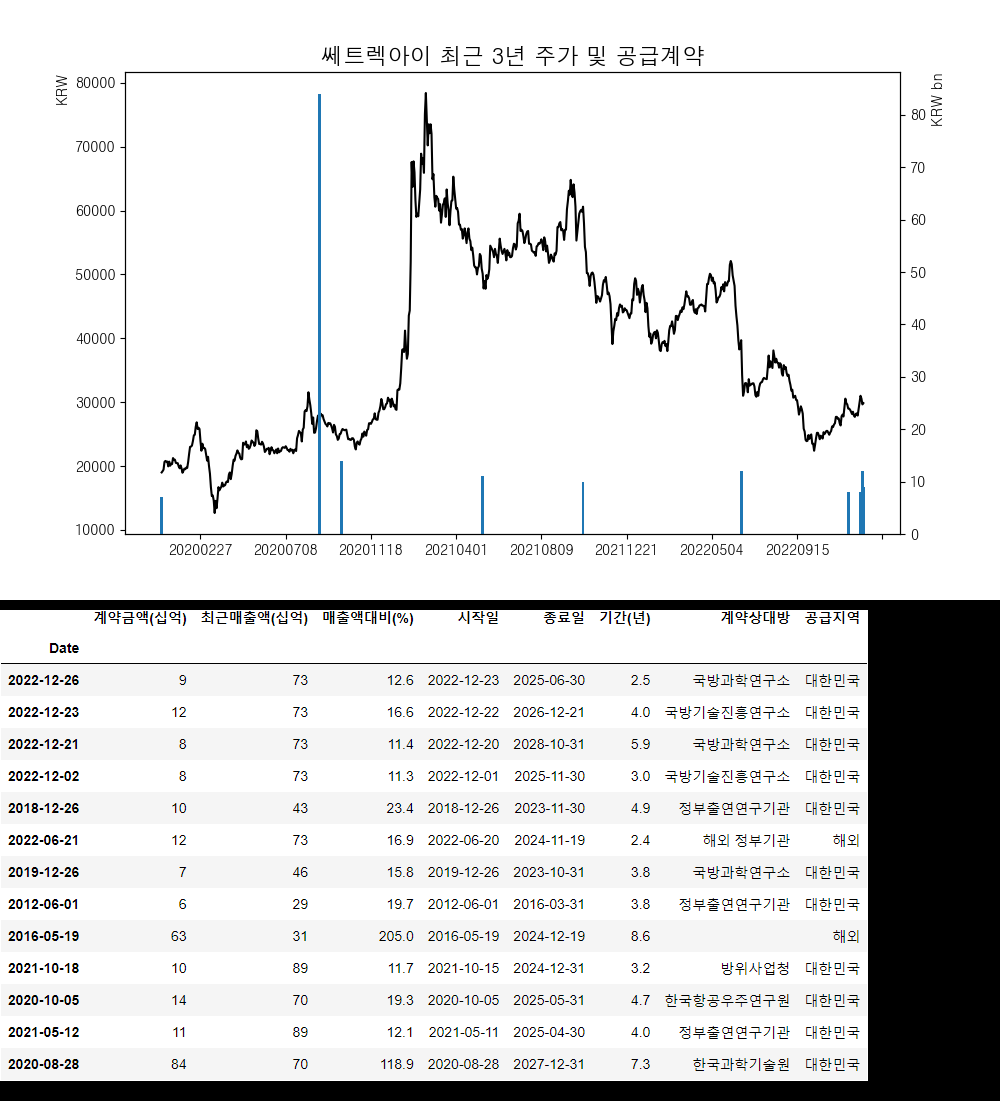 쎄트렉아이 최근 3년 주가 및 공급계약
KRW
KRW bn
80000
70000
60000
50000
40000
30000
20000
10000
80
70
60
50
40
30
20
10
0
20200227 20200708 20201118 20210401 20210809 20211221 20220504 20220915
계약금액(십억) 최근매출액(십억) 매출액대비(%) 시작일 종료일 기간(년) 계약상대방 공급지역
Date
2022-12-26 9 73 12.6 2022-12-23 2025-06-30 2.5 국방과학연구소 대한민국
2022-12-23 12 73 16.6 2022-12-22 2026-12-21 4.0 국방기술진흥연구소 대한민국
2022-12-21 8 73 11.4 2022-12-20 2028-10-31 5.9 국방과학연구소 대한민국
2022-12-02 8 73 11.3 2022-12-01 2025-11-30 3.0 국방기술진흥연구소 대한민국
2018-12-26 10 43 23.4 2018-12-26 2023-11-30 4.9 정부출연연구기관 대한민국
2022-06-21 12 73 16.9 2022-06-20 2024-11-19 2.4 해외 정부기관 해외
2019-12-26 7 46 15.8 2019-12-26 2023-10-31 3.8 국방과학연구소 대한민국
2012-06-01 6 29 19.7 2012-06-01 2016-03-31 3.8 정부출연연구기관 대한민국
2016-05-19 63 31 205.0 2016-05-19 2024-12-19 8.6 해외
2021-10-18 10 89 11.7 2021-10-15 2024-12-31 3.2 방위사업청 대한민국
2020-10-05 14 70 19.3 2020-10-05 2025-05-31 4.7 한국항공우주연구원 대한민국
2021-05-12 11 89 12.1 2021-05-11 2025-04-30 4.0 정부출연연구기관 대한민국
2020-08-28 84 70 118.9 2020-08-28 2027-12-31 7.3 한국과학기술원 대한민국